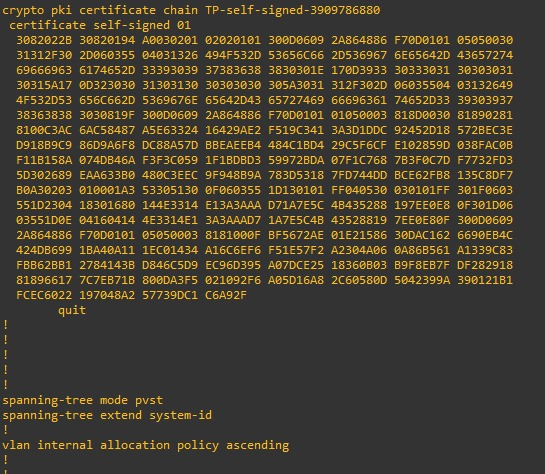 crypto pki certificate chain TP-self-signed-3909786880
certificate self-signed 01
3082022B 30820194 A0030201 02020101 300D0609 2A864886 F70D0101 05050030
31312F30 2D060355 04031326 494F532D 53656C66 2D536967 6E65642D 43657274
69666963 6174652D 33393039 37383638 3830301E 170D3933 30333031 30303031
30315A17 0D323030 31303130 30303030 305A3031 312F302D 06035504 03132649
4F532D53 656C662D 5369676E 65642D43 65727469 66696361 74652D33 39303937
38363838 3030819F 300D0609 2A864886 F70D0101 01050003 818D0030 81890281
8100C3AC 6AC58487 A5E63324 16429AE2 F519C341 3A3D1DDC 92452D18 572BEC3E
D918B9C9 86D9A6F8 DC88A57D BBEAEEB4 484C1BD4 29C5F6CF E102859D 038FAC0B
F11B158A 074DB46A F3F3C059 1F1BDBD3 59972BDA 07F1C768 7B3F0C7D F7732FD3
5D302689 EAA633B0 480C3EEC 9F948B9A 783D5318 7FD744DD BCE62FB8 135C8DF7
B0A30203 010001A3 53305130 0F060355 1D130101 FF040530 030101FF 301F0603
551D2304 18301680 144E3314 E13A3AAA D71A7E5C 4B435288 197EE0E8 0F301D06
03551D0E 04160414 4E3314E1 3A3AAAD7 1A7E5C4B 43528819 7EE0E80F 300D0609
2A864886 F70D0101 05050003 8181000F BF5672AE 01E21586 30DAC162 6690EB4C
424DB699 1BA40A11 1EC01434 A16C6EF6 F51E57F2 A2304A06 0A86B561 A1339C83
FBB62BB1 2784143B D846C5D9 EC96D395 A07DCE25 18360B03 B9F8EB7F DF282918
81896617 7C7EB71B 800DA3F5 021092F6 A05D16A8 2C60580D 5042399A 390121B1
FCEC6022 197048A2 57739DC1 C6A92F
quit
!
!
!
!
!
spanning-tree mode pvst
spanning-tree extend system-id
!
vlan internal allocation policy ascending
!
!